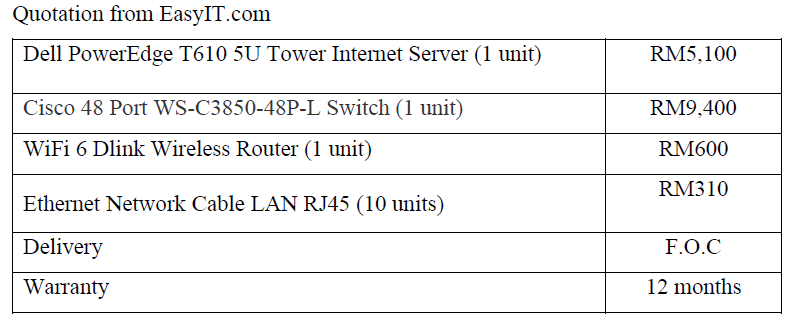 Quotation from EasyIT.com
Dell PowerEdge T610 5U Tower Internet Server (1 unit) RM5,100
Cisco 48 Port WS-C3850-48P-L Switch (1 unit) RM9,400
WiFi 6 Dlink Wireless Router (1 unit) RM600
Ethernet Network Cable LAN RJ45 (10 units) RM310
Delivery F.O.C
Warranty 12 months